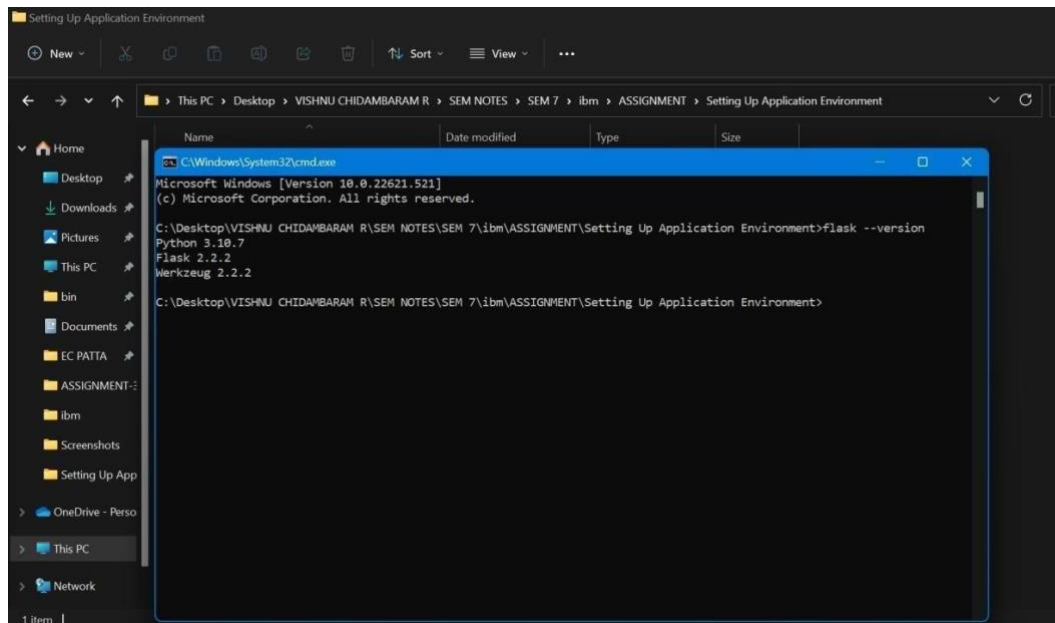 Setting Up Application Environment
New
Sort
View
This PC > Desktop > VISHNU CHIDAMBARAM R > SEM NOTES > SEM 7 > ibm > ASSIGNMENT > Setting Up Application Environment
Name Date modified Type Size
Home
Desktop
Downloads
Pictures
This PC
bin
Documents
EC PATTA
ASSIGNMENT-3
ibm
Screenshots
Setting Up App
OneDrive - Perso
This PC
Network
1 item
C:\Windows\System32\cmd.exe
Microsoft Windows [Version 10.0.22621.521]
(c) Microsoft Corporation. All rights reserved.
C:\Desktop\VISHNU CHIDAMBARAM R\SEM NOTES\SEM 7\ibm\ASSIGNMENT\Setting Up Application Environment>flask --version
Python 3.10.7
Flask 2.2.2
Werkzeug 2.2.2
C:\Desktop\VISHNU CHIDAMBARAM R\SEM NOTES\SEM 7\ibm\ASSIGNMENT\Setting Up Application Environment>